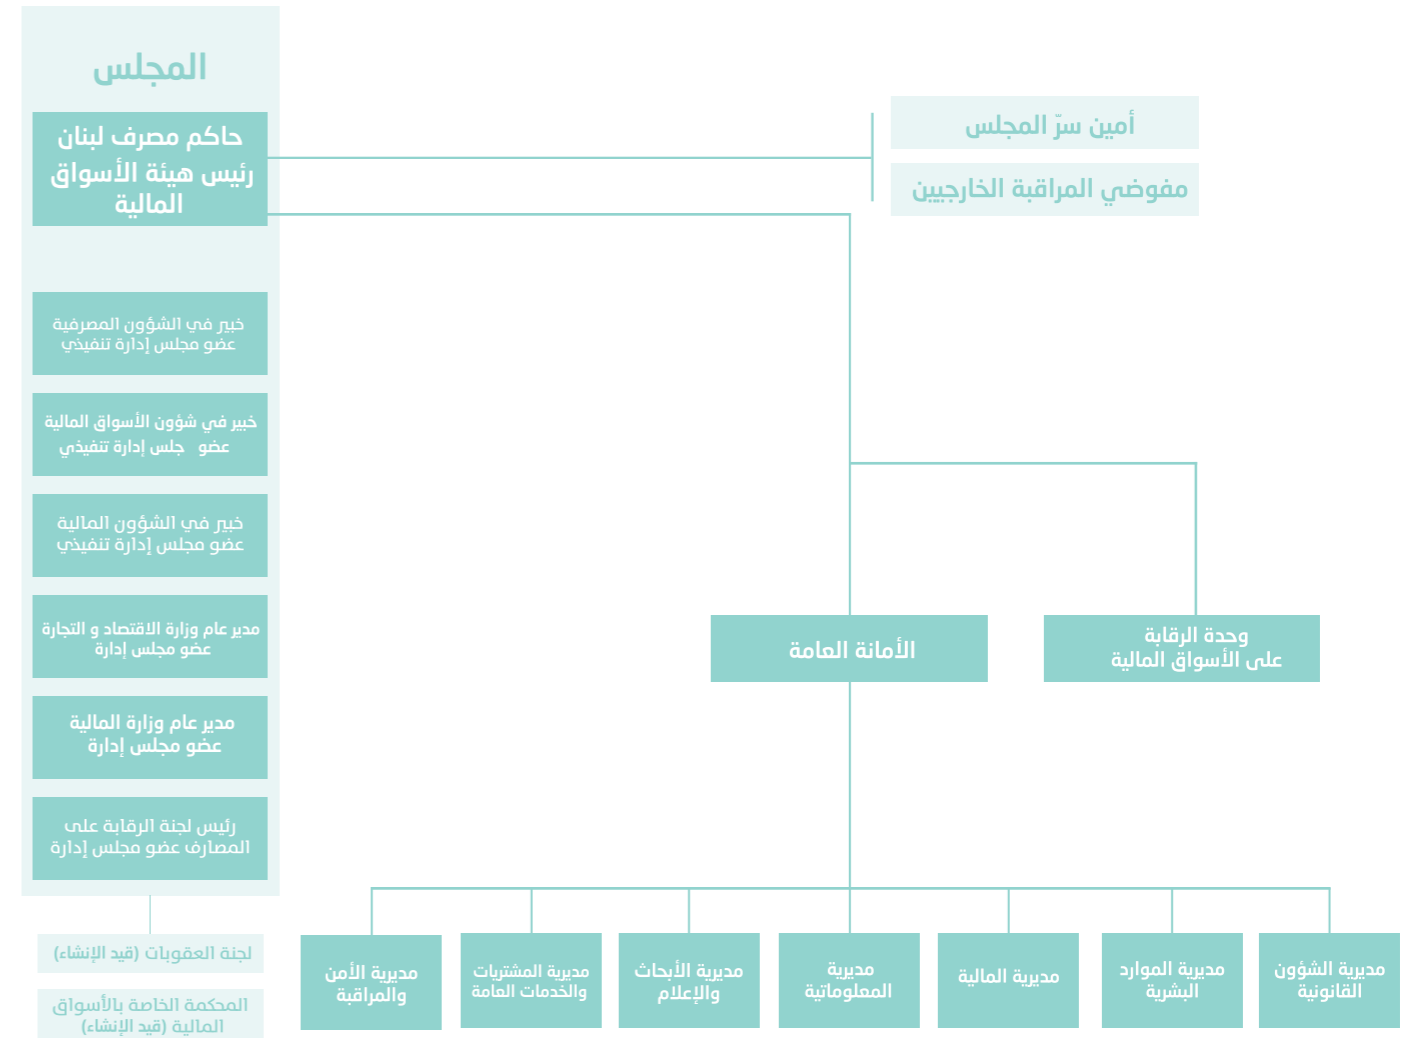 المجلس
حاكم مصرف لبنان
رئيس هيئة الأسواق
المالية
خبير في الشؤون المصرفية
عضو مجلس إدارة تنفيذي
خبير في شؤون الأسواق المالية
عضو جلس إدارة تنفيذي
خبير في الشؤون المالية
عضو مجلس إدارة تنفيذي
مدير عام وزارة الاقتصاد و التجارة
عضو مجلس إدارة
مدير عام وزارة المالية
عضو مجلس إدارة
رئيس لجنة الرقابة على
المصارف عضو مجلس إدارة
لجنة العقوبات (قيد الإنشاء)
المحكمة الخاصة بالأسواق
المالية (قيد الإنشاء)
أمين سرّ المجلس
مفوضي المراقبة الخارجيين
وحدة الرقابة
على الأسواق المالية
الأمانة العامة
مديرية الشؤون
القانونية
مديرية الموارد
البشرية
مديرية المالية
مديرية
المعلوماتية
مديرية الأبحاث
والإعلام
مديرية المشتريات
والخدمات العامة
مديرية الأمن
والمراقبة